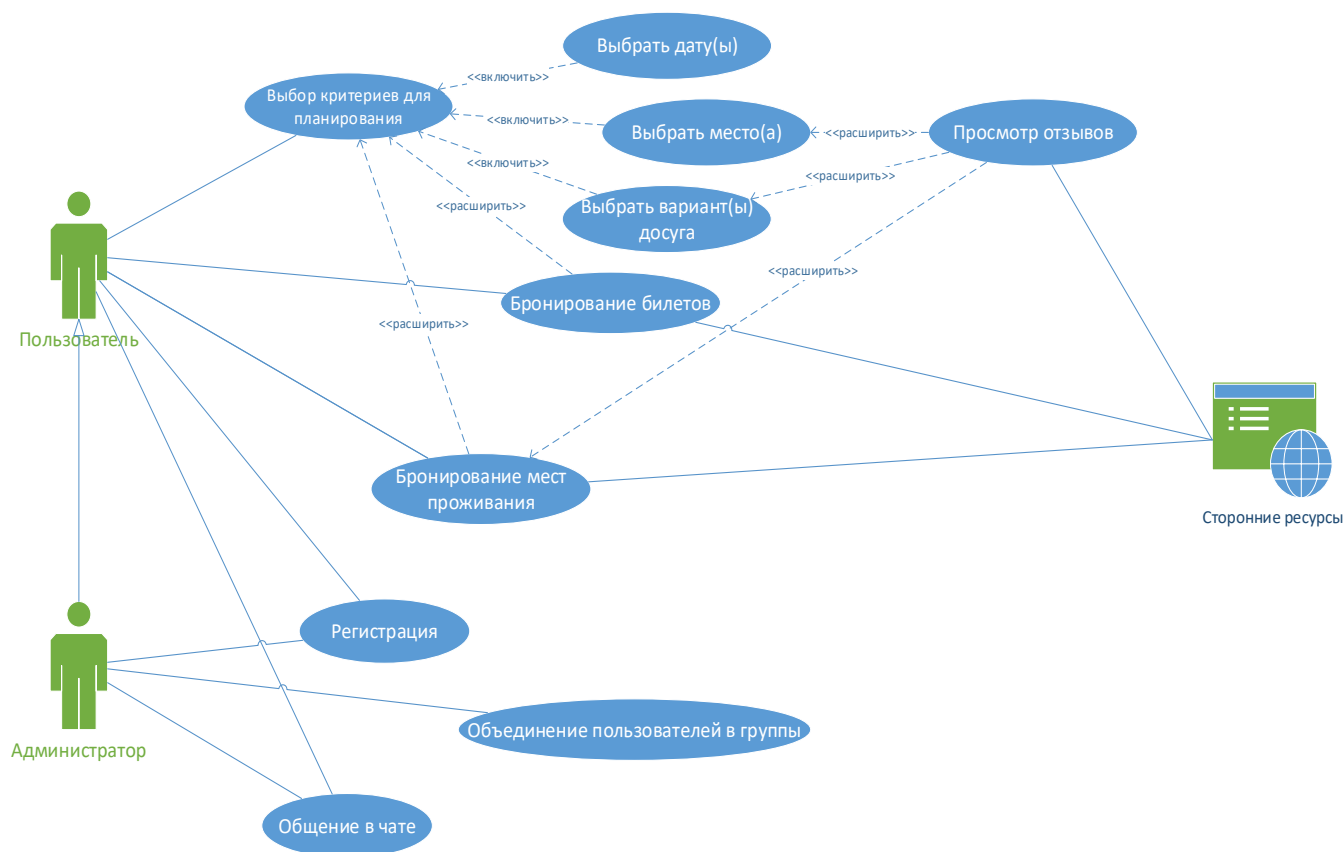 Выбрать дату(ы)
<<включить>>
Выбор критериев для
планирования
<<включить>>
Выбрать место(а)
<<расширить>>
Просмотр отзывов
<<включить>>
<<расширить>>
<<расширить>>
Выбрать вариант(ы)
досуга
<<расширить>>
Бронирование билетов
<<расширить>>
Пользователь
Бронирование мест
проживания
Сторонние ресурсы
Регистрация
Объединение пользователей в группы
Администратор
Общение в чате